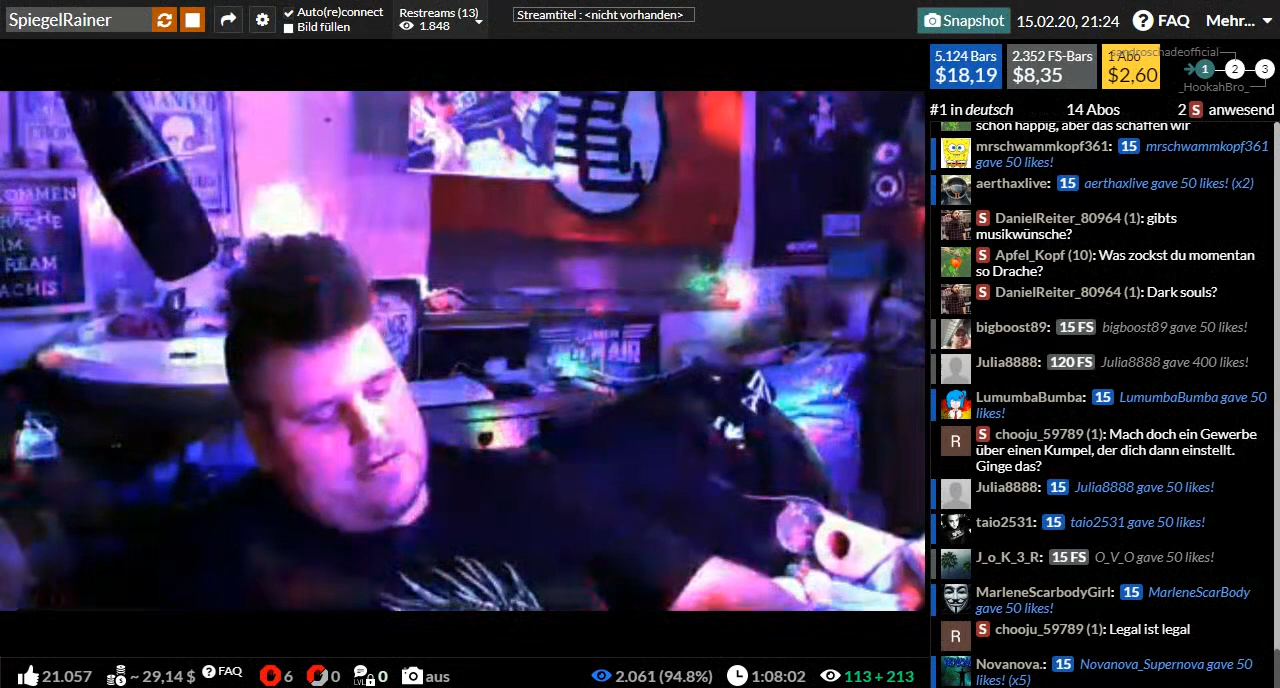 SpiegelRainer
Auto(re)connect
Bild füllen
Restreams (13)
1.848
Streamtitel : <nicht vorhanden>
Snapshot
15.02.20, 21:24
FAQ
Mehr...
5.124 Bars
$18,19
2.352 FS-Bars
$8,35
1 Abo
$2,60
sandroschadeofficial
1 2 3
_HookahBro_
#1 in deutsch
14 Abos
2 S anwesend
schon happig, aber das schaffen wir
mrschwammkopf361: 15 mrschwammkopf361
gave 50 likes!
aerthaxlive: 15 aerthaxlive gave 50 likes! (x2)
S DanielReiter_80964 (1): gibts
musikwünsche?
S Apfel_Kopf (10): Was zockst du momentan
so Drache?
S DanielReiter_80964 (1): Dark souls?
bigboost89: 15 FS bigboost89 gave 50 likes!
Julia8888: 120 FS Julia8888 gave 400 likes!
LumumbaBumba: 15 LumumbaBumba gave 50
likes!
R
S chooju_59789 (1): Mach doch ein Gewerbe
über einen Kumpel, der dich dann einstellt.
Ginge das?
Julia8888: 15 Julia8888 gave 50 likes!
taio2531: 15 taio2531 gave 50 likes!
J_o_K_3_R: 15 FS O_V_O gave 50 likes!
MarleneScarbodyGirl: 15 MarleneScarBody
gave 50 likes!
R
S chooju_59789 (1): Legal ist legal
Novanova.: 15 Novanova_Supernova gave 50
likes! (x5)
WANTED
OMMEN
IM
REAM
ACHIS
ON AIR
21.057
~ 29,14 $
FAQ
6
0
LVL
0
aus
2.061 (94.8%)
1:08:02
113 + 213